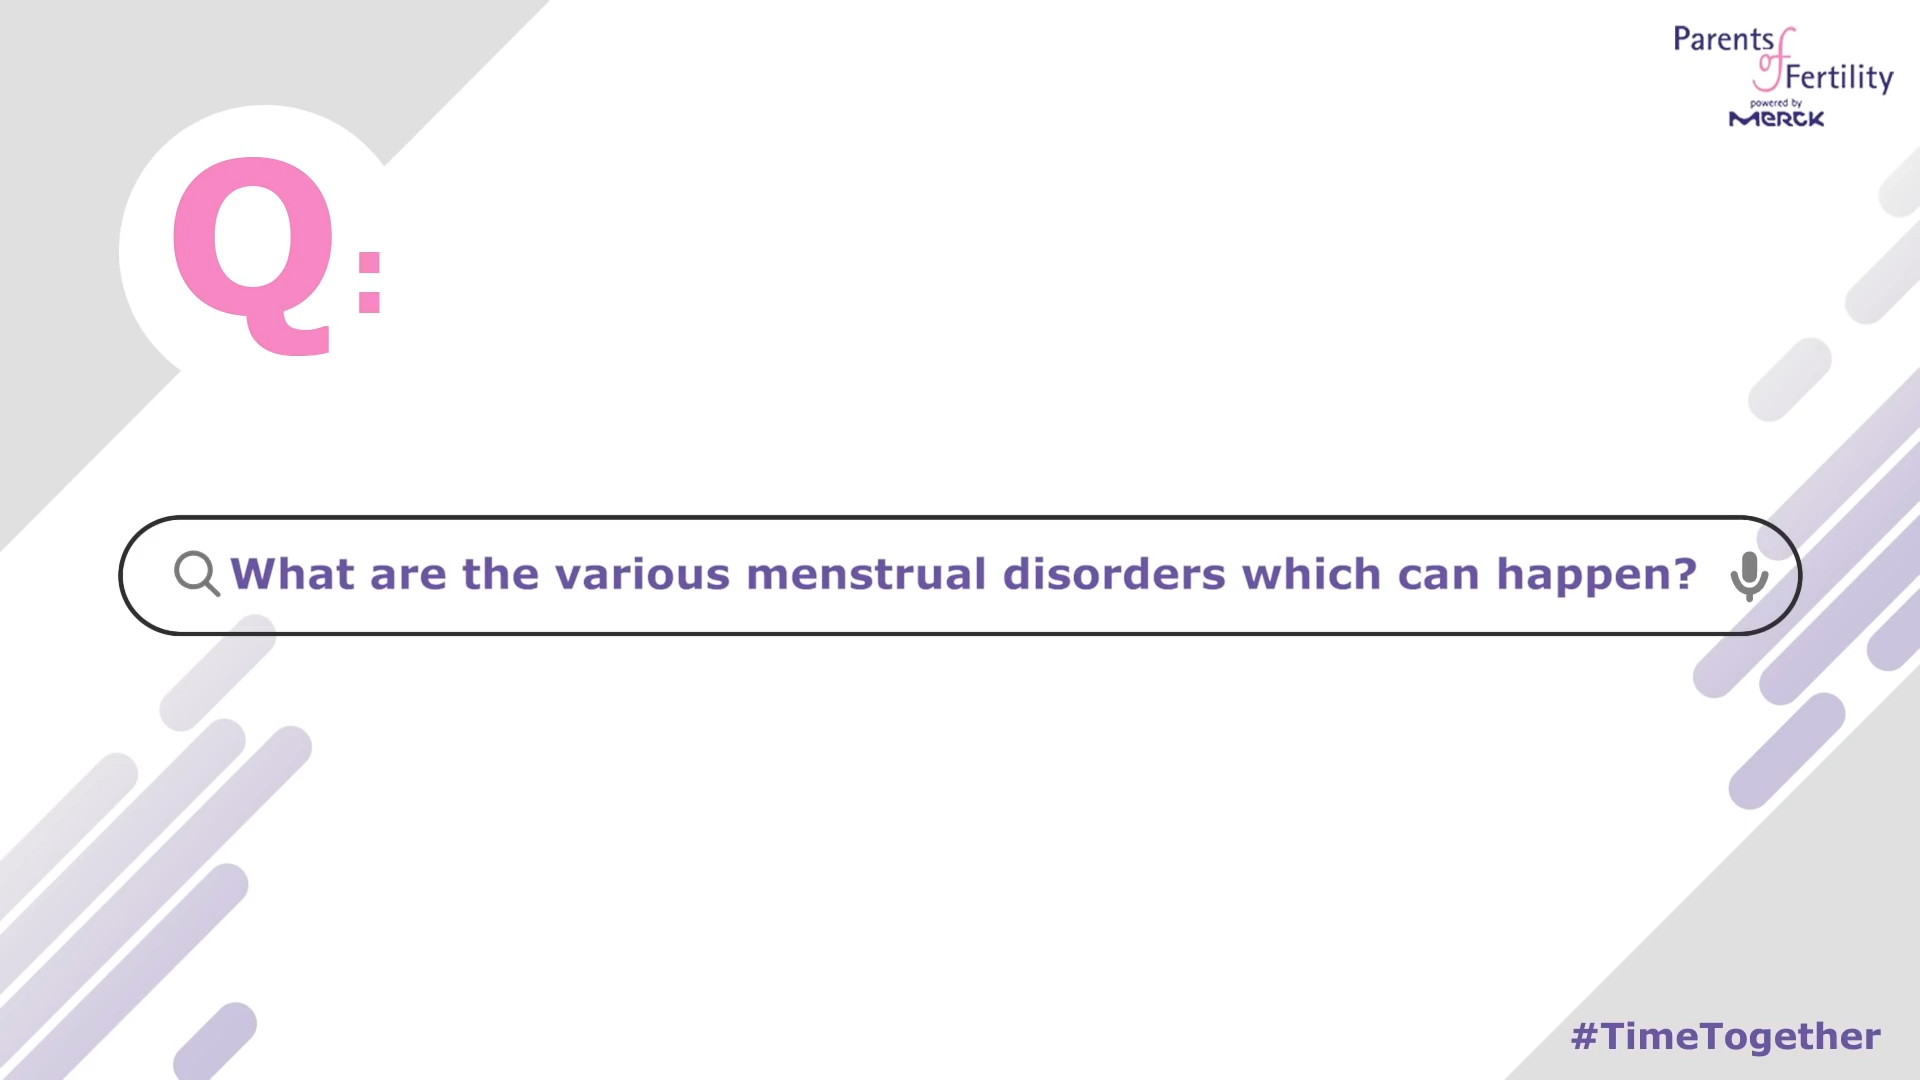 Parents
of
Fertility
powered by
MERCK
Q:
What are the various menstrual disorders which can happen?
#TimeTogether